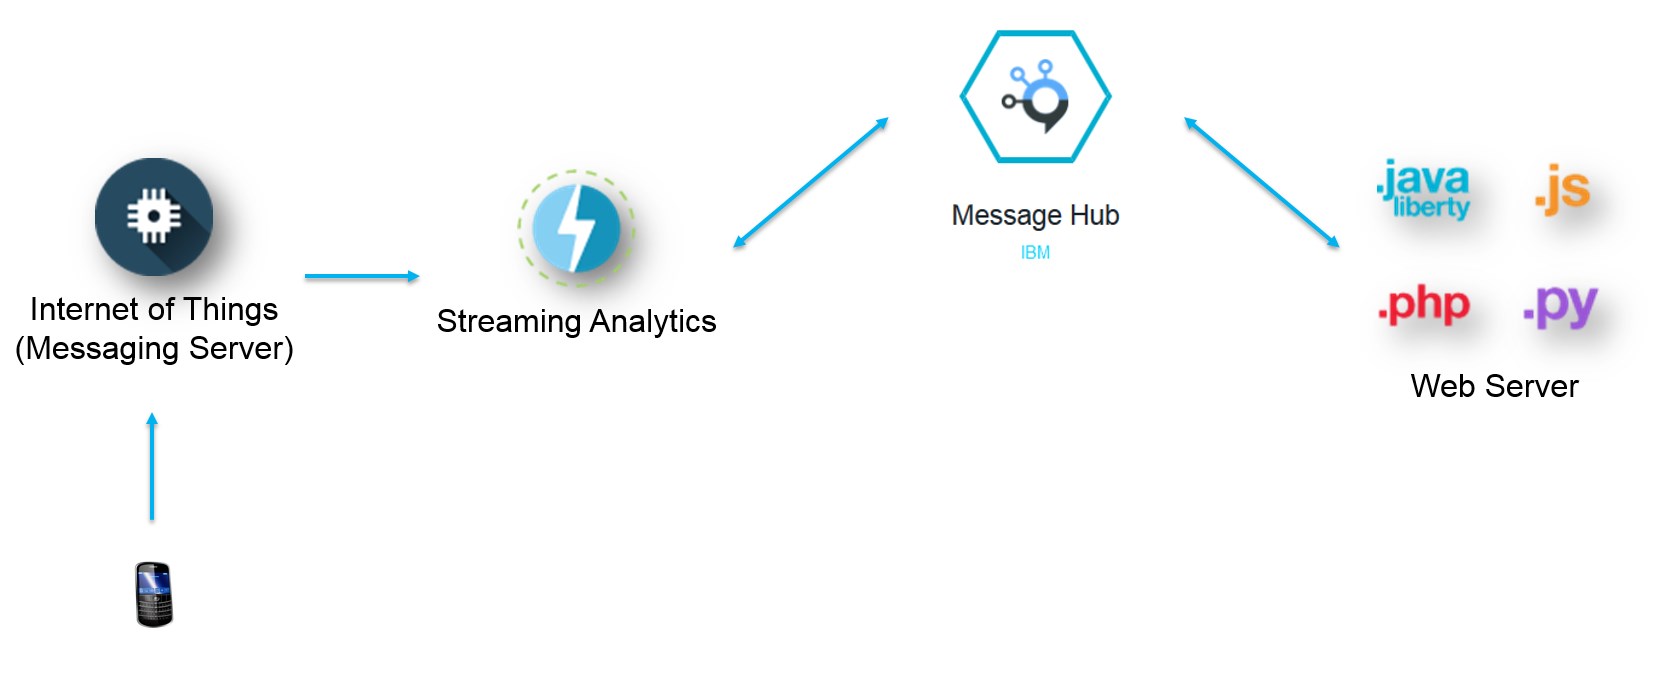 Internet of Things
(Messaging Server)
Streaming Analytics
Message Hub
IBM
.java
liberty
.js
.php
.py
Web Server